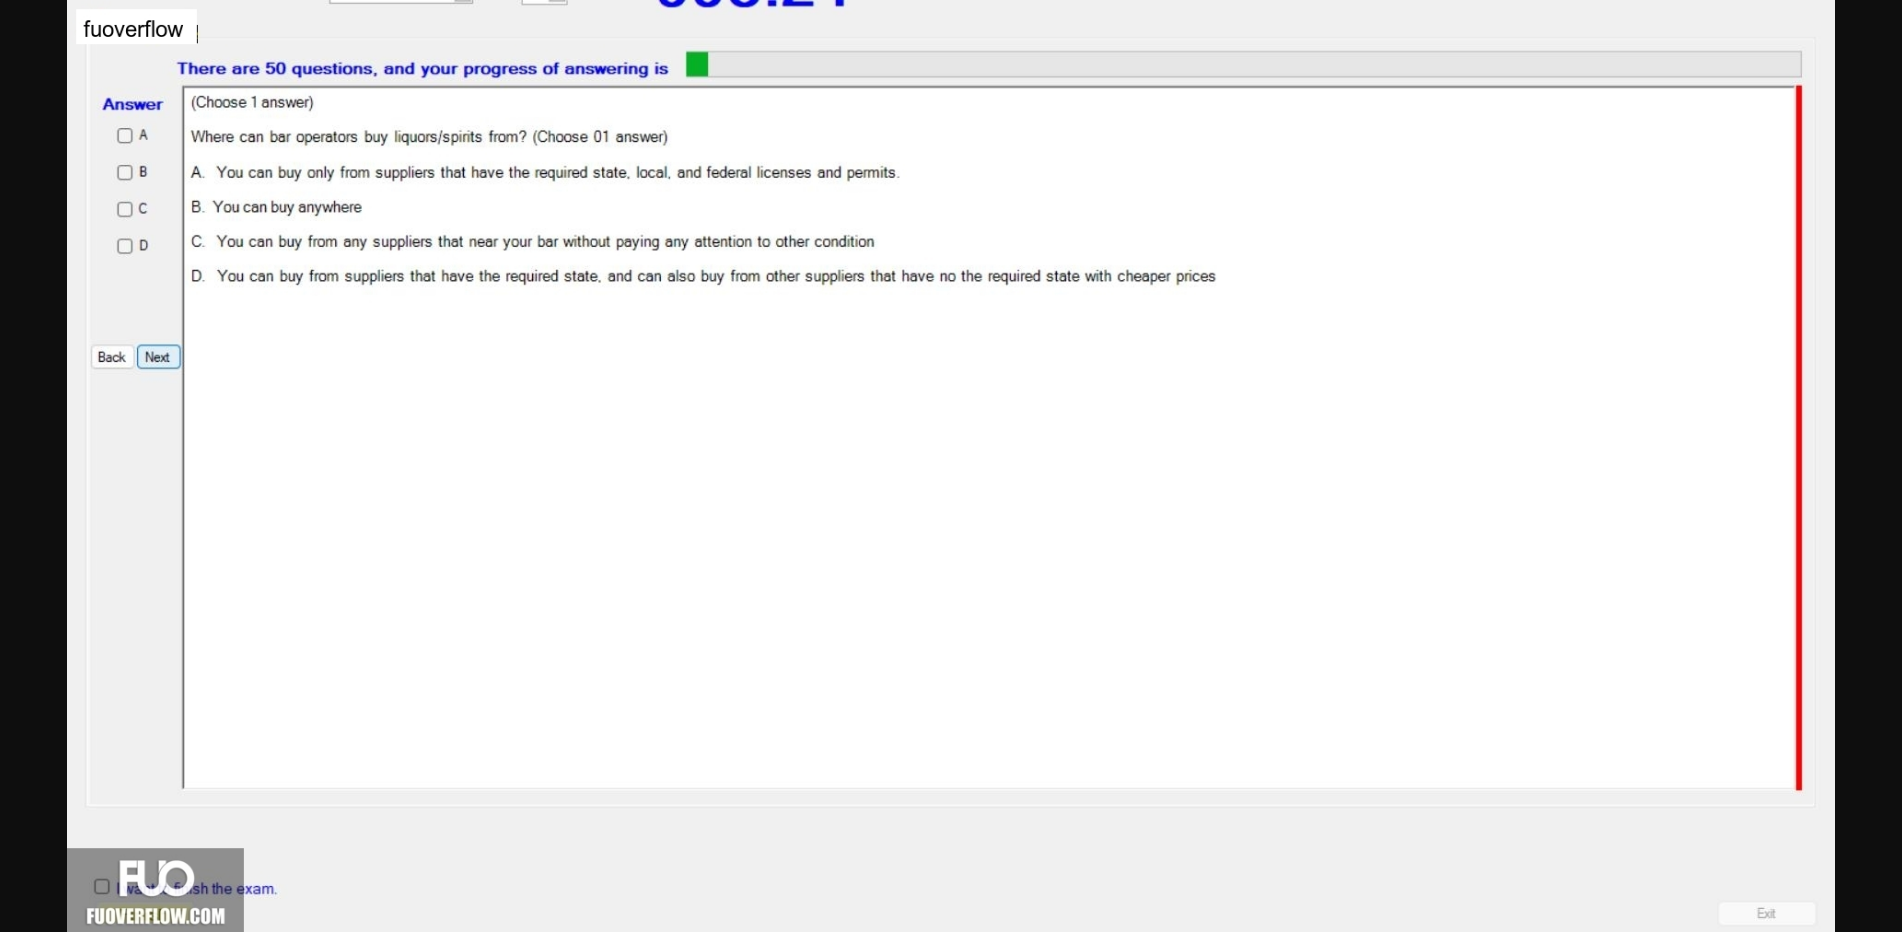 fuoverflow
There are 50 questions, and your progress of answering is
Answer
(Choose 1 answer)
A
Where can bar operators buy liquors/spirits from? (Choose 01 answer)
B
A. You can buy only from suppliers that have the required state, local, and federal licenses and permits.
C
B. You can buy anywhere
D
C. You can buy from any suppliers that near your bar without paying any attention to other condition
D. You can buy from suppliers that have the required state, and can also buy from other suppliers that have no the required state with cheaper prices
Back Next
FUO
I want finish the exam.
FUOVERFLOW.COM
Exit